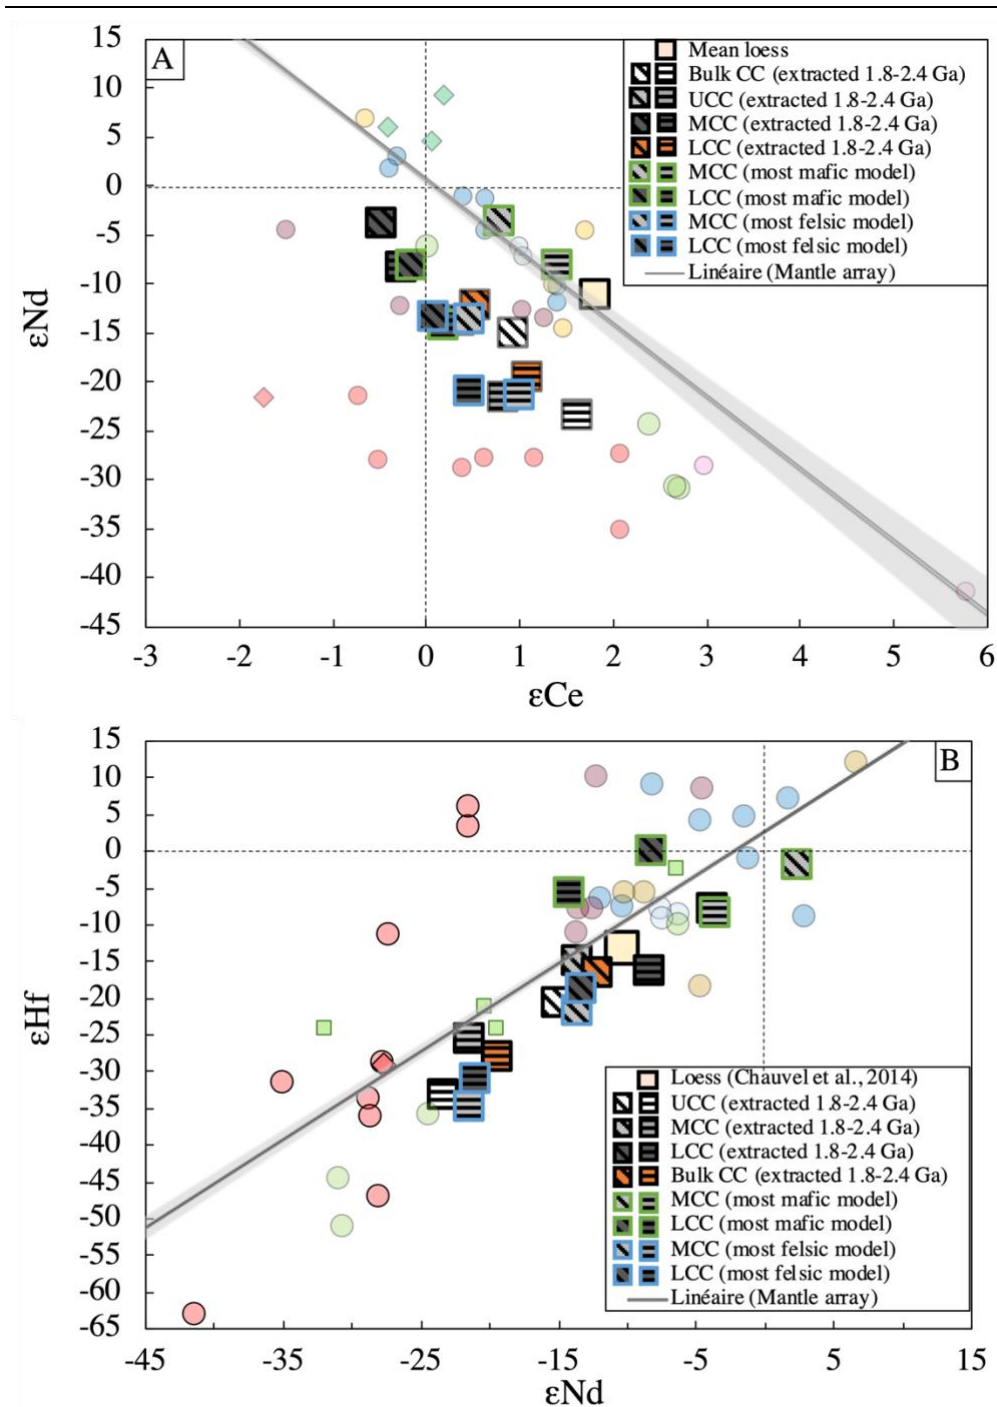 A
εNd
15
10
5
0
-5
-10
-15
-20
-25
-30
-35
-40
-45
-3
-2
-1
0
1
2
3
4
5
6
εCe
Mean loess
Bulk CC (extracted 1.8-2.4 Ga)
UCC (extracted 1.8-2.4 Ga)
MCC (extracted 1.8-2.4 Ga)
LCC (extracted 1.8-2.4 Ga)
MCC (most mafic model)
LCC (most mafic model)
MCC (most felsic model)
LCC (most felsic model)
Linéaire (Mantle array)
B
εHf
15
10
5
0
-5
-10
-15
-20
-25
-30
-35
-40
-45
-50
-55
-60
-65
-45
-35
-25
-15
-5
5
15
εNd
Loess (Chauvel et al., 2014)
UCC (extracted 1.8-2.4 Ga)
MCC (extracted 1.8-2.4 Ga)
LCC (extracted 1.8-2.4 Ga)
Bulk CC (extracted 1.8-2.4 Ga)
MCC (most mafic model)
LCC (most mafic model)
MCC (most felsic model)
LCC (most felsic model)
Linéaire (Mantle array)